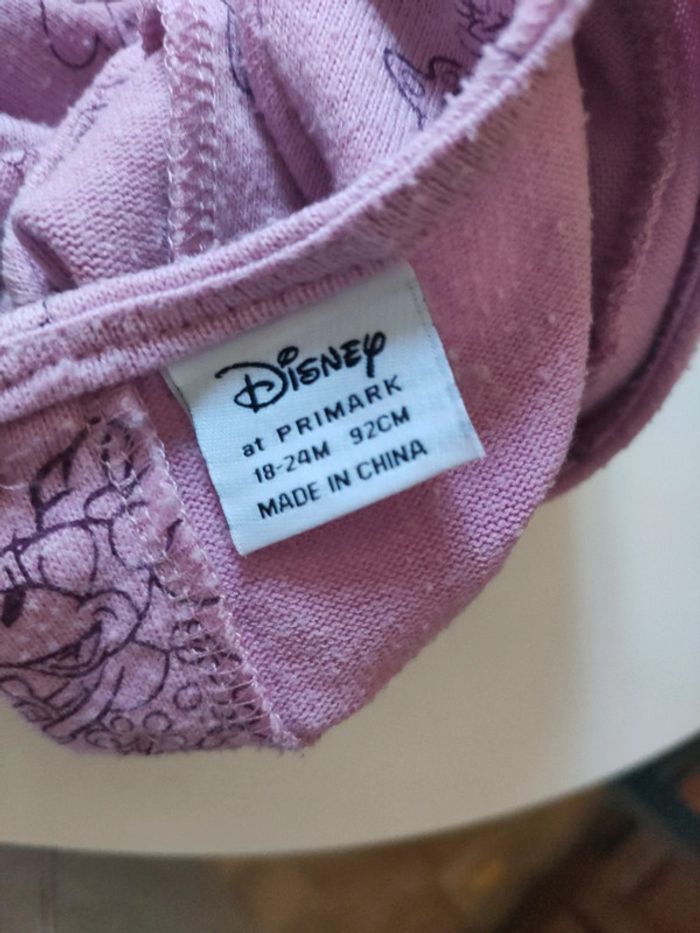 Disney
at PRIMARK
18-24M 92CM
MADE IN CHINA